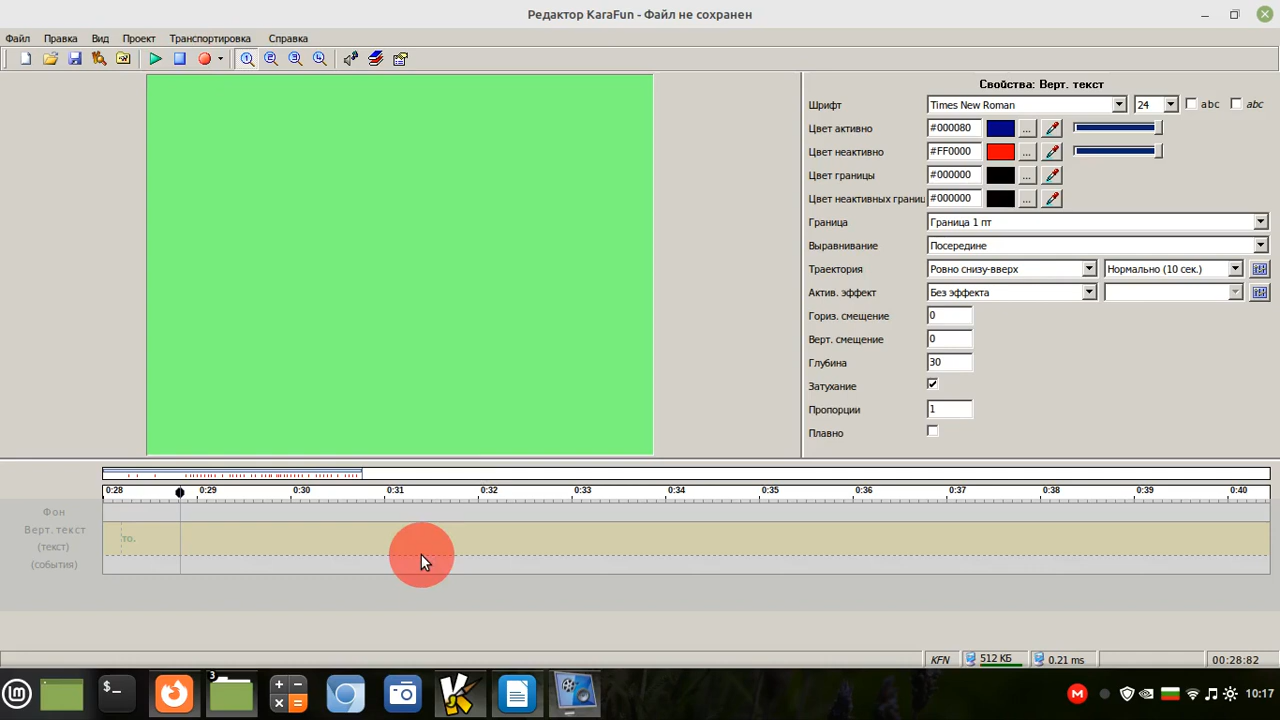 Редактор KaraFun - Файл не сохранен
Файл Правка Вид Проект Транспортировка Справка
Свойства: Верт. текст
Шрифт Times New Roman 24 abc abc
Цвет активно #000080 ...
Цвет неактивно #FF0000 ...
Цвет границы #000000 ...
Цвет неактивных границ #000000 ...
Граница Граница 1 пт
Выравнивание Посередине
Траектория Ровно снизу-вверх Нормально (10 сек.)
Актив. эффект Без эффекта
Гориз. смещение 0
Верт. смещение 0
Глубина 30
Затухание
Пропорции 1
Плавно
0:28 0:29 0:30 0:31 0:32 0:33 0:34 0:35 0:36 0:37 0:38 0:39 0:40
Фон
Верт.текст
то.
(текст)
(события)
KFN 512 КБ 0.21 ms 00:28:82
3
10:17